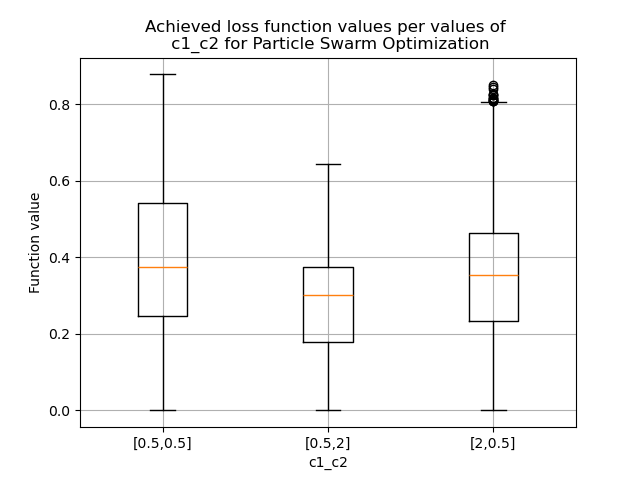 Achieved loss function values per values of
c1_c2 for Particle Swarm Optimization
Function value
0.8
0.6
0.4
0.2
0.0
[0.5,0.5]
[0.5,2]
[2,0.5]
c1_c2